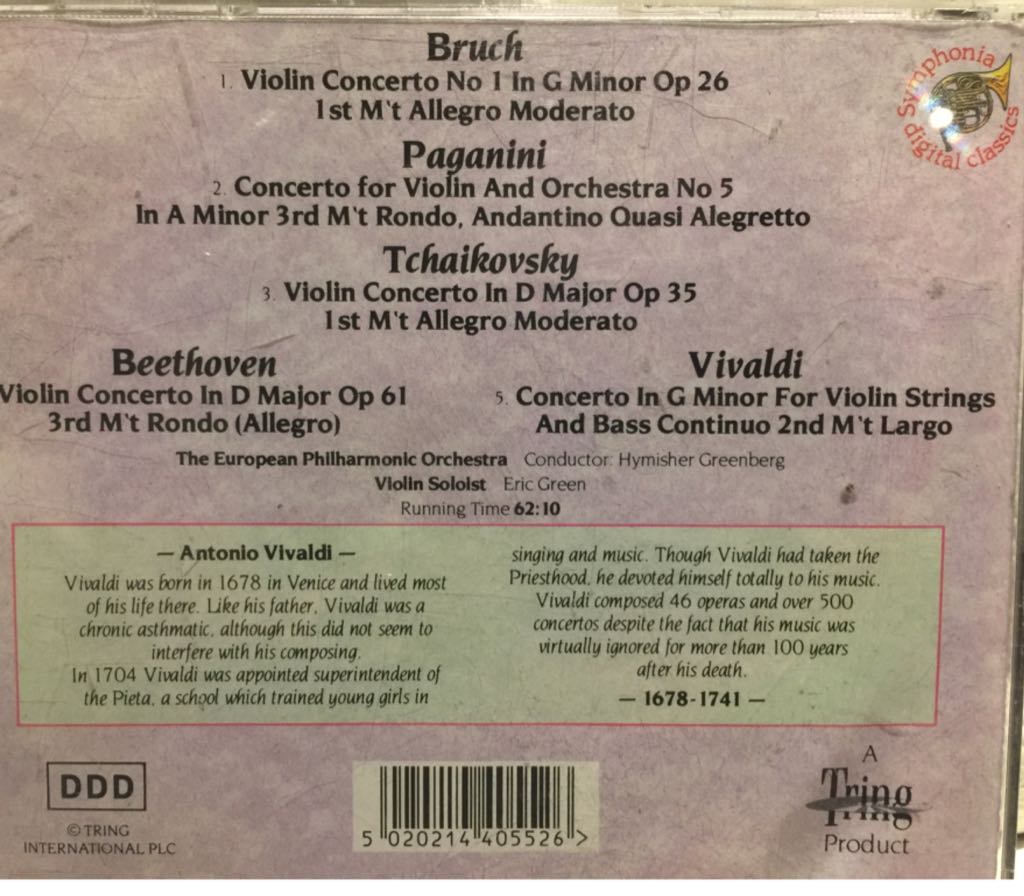 Bruch
1. Violin Concerto No 1 In G Minor Op 26
1st M't Allegro Moderato
Symphonia
digital classics
Paganini
2. Concerto for Violin And Orchestra No 5
In A Minor 3rd M't Rondo, Andantino Quasi Alegretto
Tchaikovsky
3. Violin Concerto In D Major Op 35
1st M't Allegro Moderato
Beethoven
Violin Concerto In D Major Op 61
3rd M't Rondo (Allegro)
Vivaldi
5. Concerto In G Minor For Violin Strings
And Bass Continuo 2nd M't Largo
The European Philharmonic Orchestra Conductor: Hymisher Greenberg
Violin Soloist Eric Green
Running Time 62:10
— Antonio Vivaldi —
Vivaldi was born in 1678 in Venice and lived most
of his life there. Like his father, Vivaldi was a
chronic asthmatic, although this did not seem to
interfere with his composing.
In 1704 Vivaldi was appointed superintendent of
the Pieta, a school which trained young girls in
singing and music. Though Vivaldi had taken the
Priesthood, he devoted himself totally to his music.
Vivaldi composed 46 operas and over 500
concertos despite the fact that his music was
virtually ignored for more than 100 years
after his death.
— 1678-1741 —
DDD
© TRING
INTERNATIONAL PLC
5 020214 405526 >
A
Tring
Product